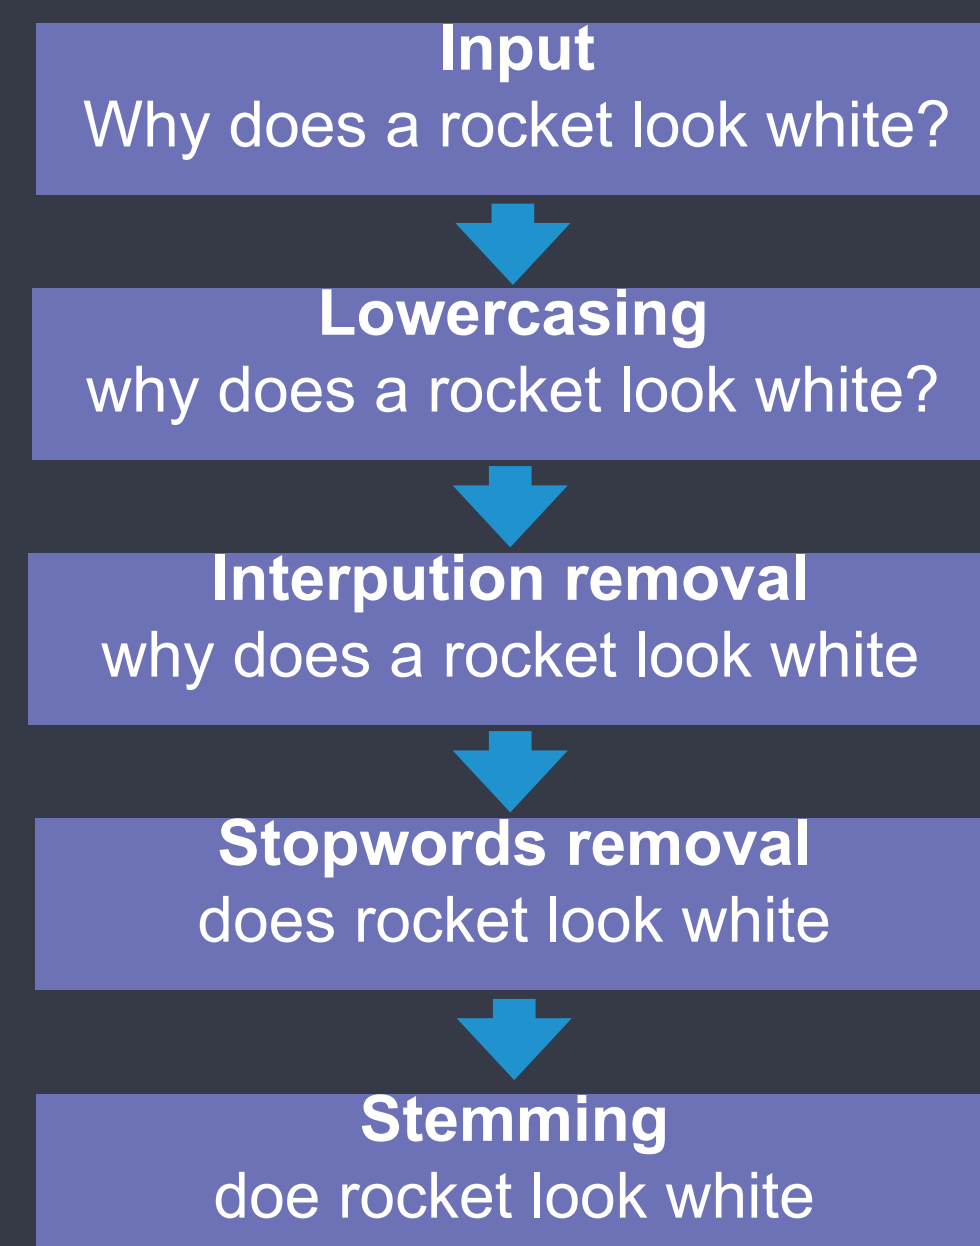 Input
Why does a rocket look white?
Lowercasing
why does a rocket look white?
Interpution removal
why does a rocket look white
Stopwords removal
does rocket look white
Stemming
doe rocket look white